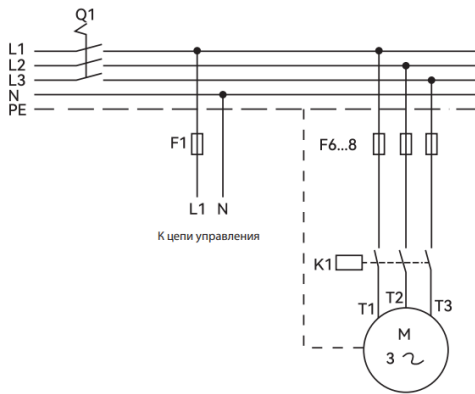 Q1
L1
L2
L3
N
PE
F1
F6...8
L1 N
К цепи управления
K1
T1
T2
T3
M
3